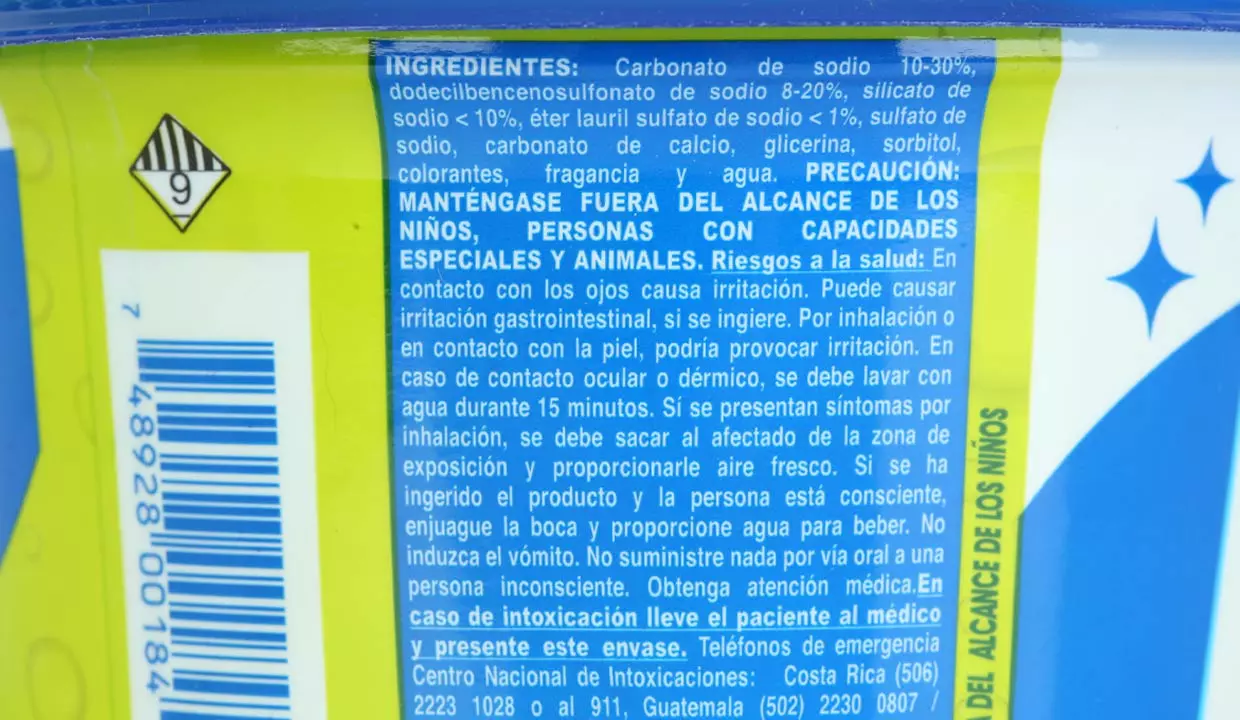 INGREDIENTES: Carbonato de sodio 10-30%,
dodecilbencenosulfonato de sodio 8-20%, silicato de
sodio < 10%, éter lauril sulfato de sodio < 1%, sulfato de
sodio, carbonato de calcio, glicerina, sorbitol,
colorantes, fragancia y agua. PRECAUCIÓN:
MANTÉNGASE FUERA DEL ALCANCE DE LOS
NIÑOS, PERSONAS CON CAPACIDADES
ESPECIALES Y ANIMALES. Riesgos a la salud: En
contacto con los ojos causa irritación. Puede causar
irritación gastrointestinal, si se ingiere. Por inhalación o
en contacto con la piel, podría provocar irritación. En
caso de contacto ocular o dérmico, se debe lavar con
agua durante 15 minutos. Sí se presentan síntomas por
inhalación, se debe sacar al afectado de la zona de
exposición y proporcionarle aire fresco. Si se ha
ingerido el producto y la persona está consciente,
enjuague la boca y proporcione agua para beber. No
induzca el vómito. No suministre nada por vía oral a una
persona inconsciente. Obtenga atención médica.En
caso de intoxicación lleve el paciente al médico
y presente este envase. Teléfonos de emergencia
Centro Nacional de Intoxicaciones: Costa Rica (506)
2223 1028 o al 911, Guatemala (502) 2230 0807 /
9
7 48928 00184
DEL ALCANCE DE LOS NIÑOS